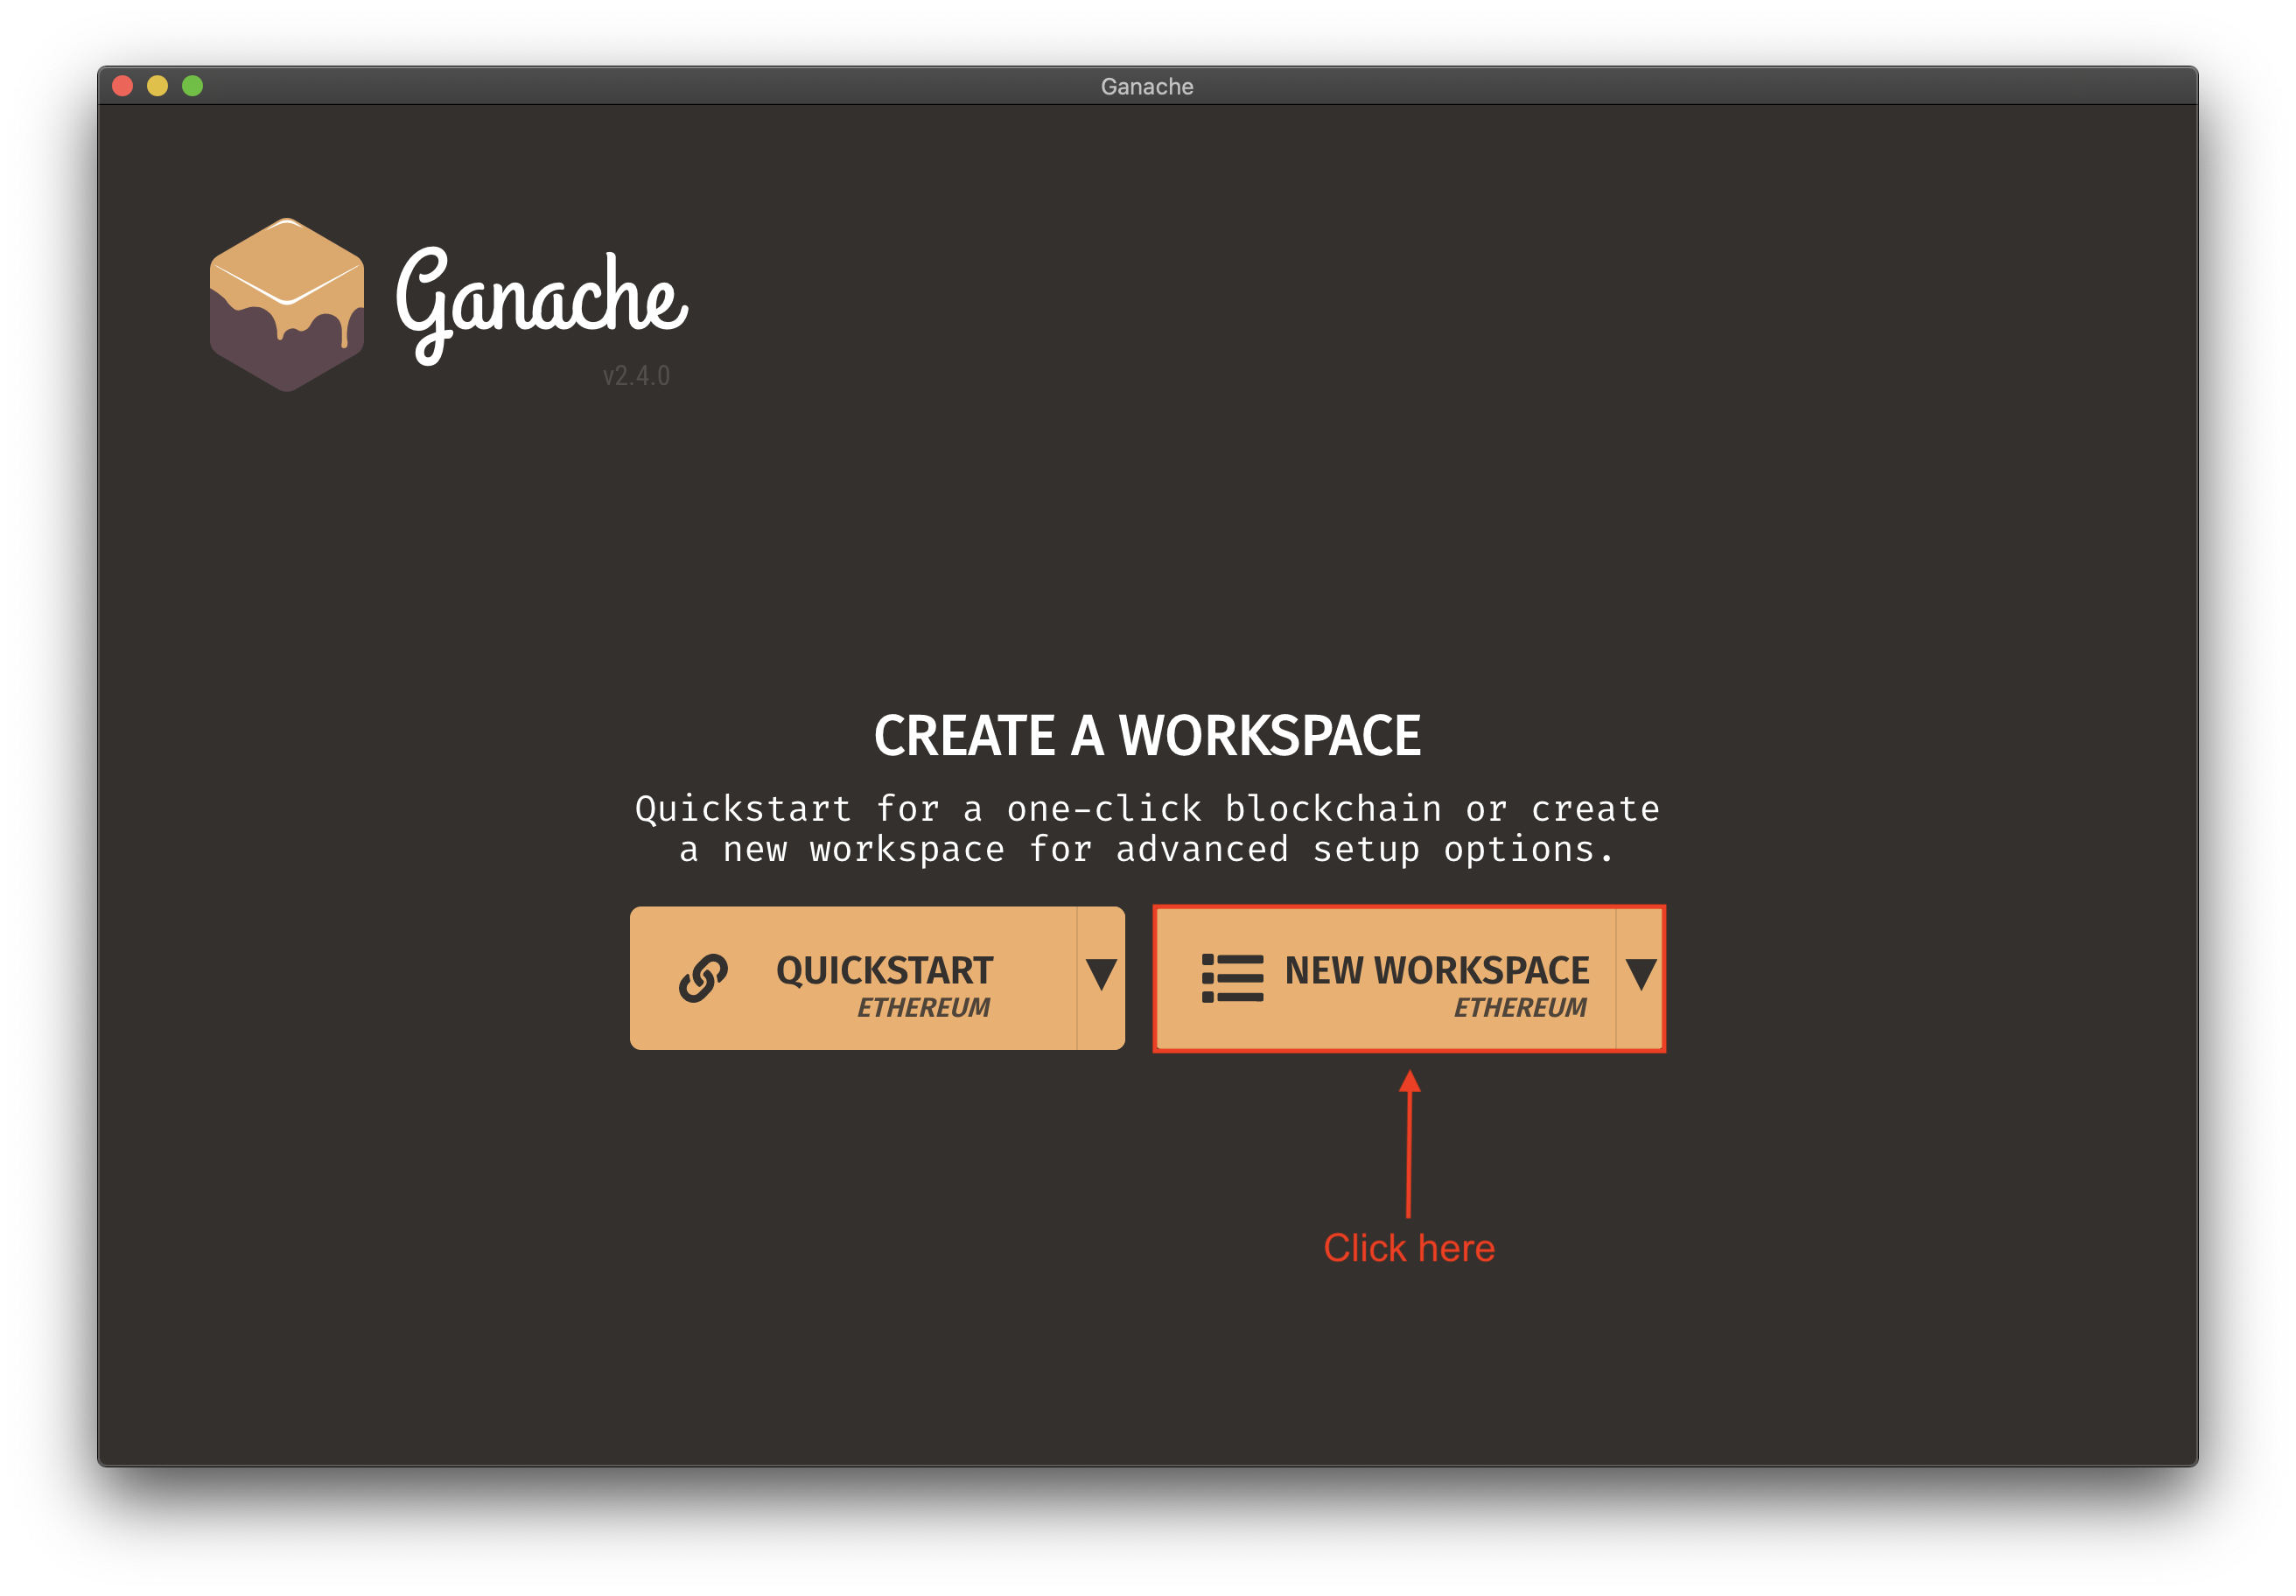 Ganache
Ganache
v2.4.0
CREATE A WORKSPACE
Quickstart for a one-click blockchain or create
a new workspace for advanced setup options.
QUICKSTART
ETHEREUM
NEW WORKSPACE
ETHEREUM
Click here